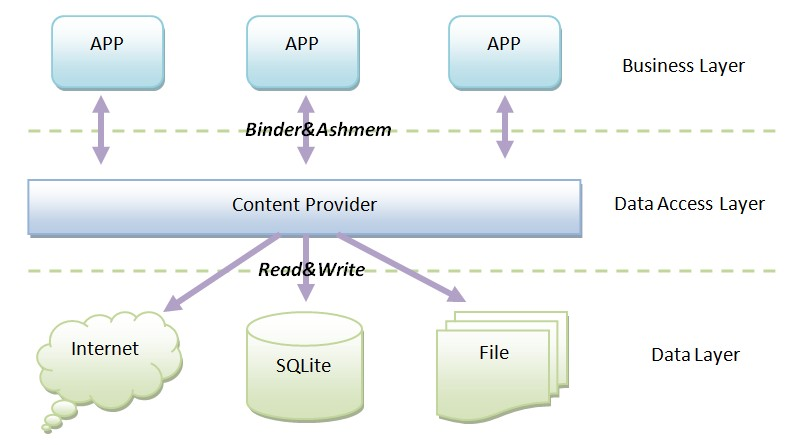 APP
APP
APP
Business Layer
Binder&Ashmem
Content Provider
Data Access Layer
Read&Write
Internet
SQLite
File
Data Layer